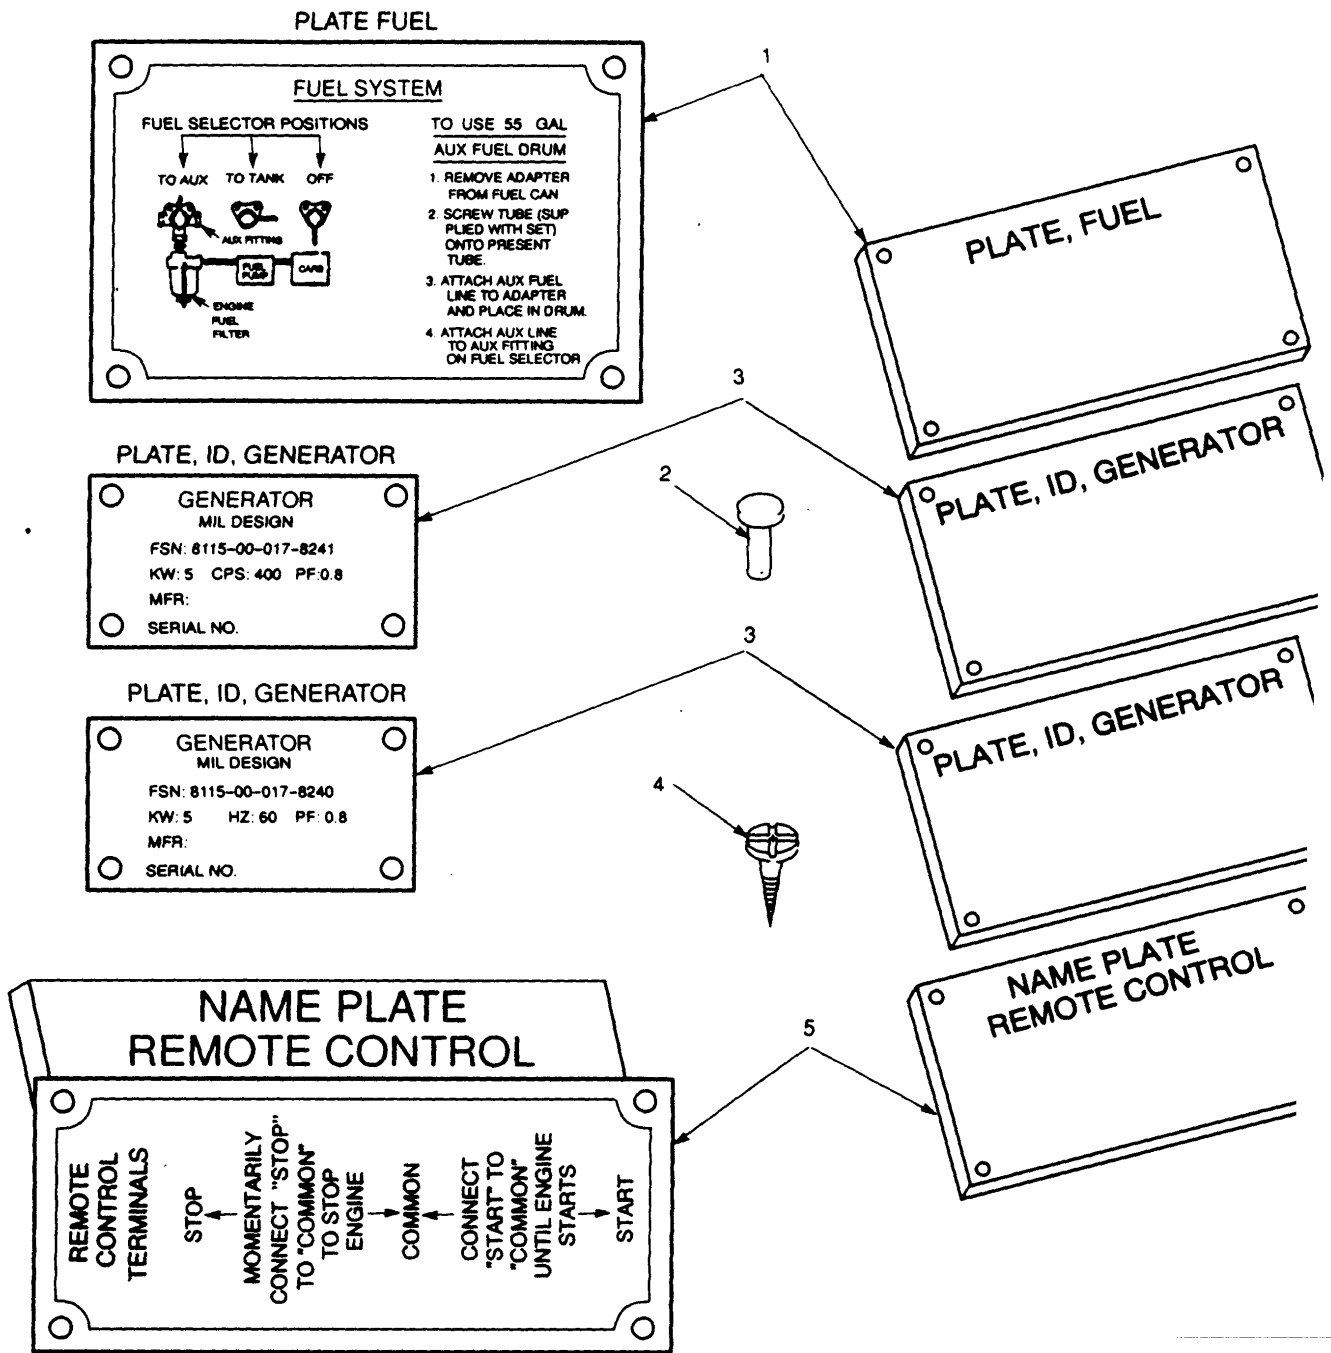 PLATE FUEL
1
FUEL SYSTEM
FUEL SELECTOR POSITIONS
TO AUX TO TANK OFF
AUX FITTING
FUEL
PUMP
CARB
ENGINE
FUEL
FILTER
TO USE 55 GAL
AUX FUEL DRUM
1. REMOVE ADAPTER
FROM FUEL CAN
2. SCREW TUBE (SUP
PLIED WITH SET)
ONTO PRESENT
TUBE.
3. ATTACH AUX FUEL
LINE TO ADAPTER
AND PLACE IN DRUM.
4. ATTACH AUX LINE
TO AUX FITTING
ON FUEL SELECTOR
PLATE, FUEL
3
PLATE, ID, GENERATOR
GENERATOR
MIL DESIGN
FSN: 6115-00-017-8241
KW: 5 CPS: 400 PF:0.8
MFR:
SERIAL NO.
2
PLATE, ID, GENERATOR
3
PLATE, ID, GENERATOR
GENERATOR
MIL DESIGN
FSN: 8115-00-017-8240
KW: 5 HZ: 60 PF: 0.8
MFR:
SERIAL NO.
4
PLATE, ID, GENERATOR
NAME PLATE
REMOTE CONTROL
5
REMOTE
CONTROL
TERMINALS
STOP
MOMENTARILY
CONNECT "STOP"
TO "COMMON"
TO STOP
ENGINE
COMMON
CONNECT
"START" TO
"COMMON"
UNTIL ENGINE
STARTS
START
NAME PLATE
REMOTE CONTROL